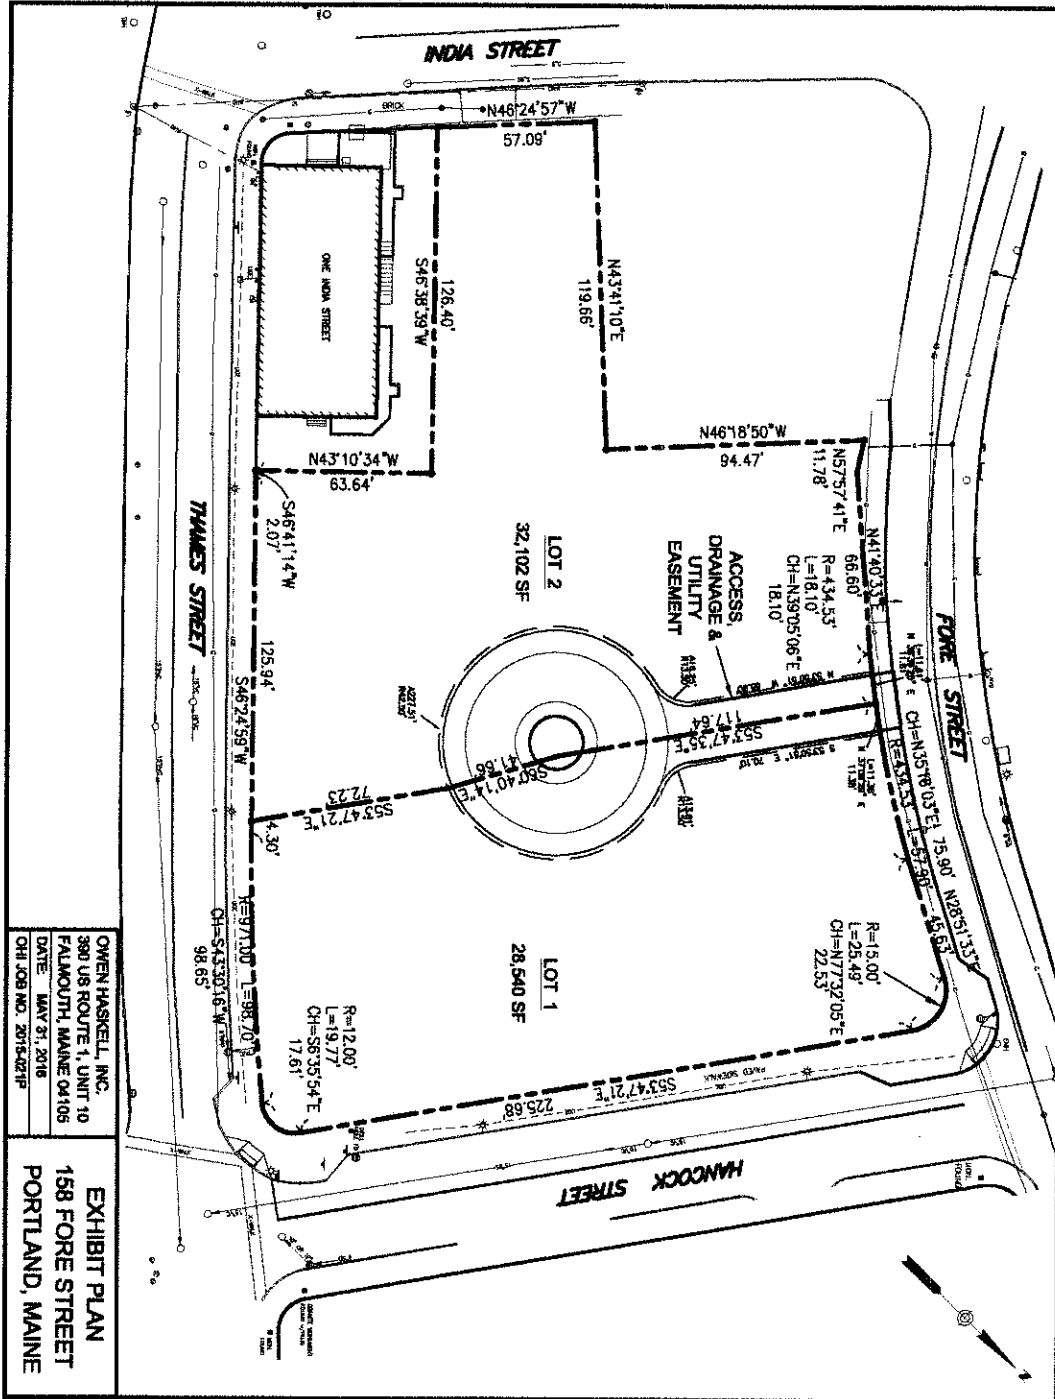 INDIA STREET
BRICK
N46°24'57"W
57.09'
N43°41'10"E
119.66'
S46°38'39"W
126.40'
ONE INDIA STREET
N46°18'50"W
94.47'
N57°57'41"E
11.78'
N43°10'34"W
63.64'
S46°41'14"W
2.07'
N41°40'33"E
66.60'
R=434.53'
L=18.10'
CH=N39°05'06"E
18.10'
ACCESS,
DRAINAGE &
UTILITY
EASEMENT
LOT 2
32,102 SF
FORE STREET
THAMES STREET
125.94'
S46°24'59"W
S53°47'35"E
117.64
S60°40'14"E
41.66
S53°47'21"E
72.23
4.30'
CH=N35°18'03"E 75.90'
R=434.53 L=57.90'
N28°51'33"E
45.63'
R=15.00'
L=25.49'
CH=N77°32'05"E
22.53'
LOT 1
28,540 SF
R=971.00 L=98.70'
CH=S43°30'16"W
98.65'
R=12.00'
L=19.77'
CH=S6°35'54"E
17.61'
S53°47'21"E
225.68'
PAVED SIDEWALK
HANCOCK STREET
OWEN HASKELL, INC.
390 US ROUTE 1, UNIT 10
FALMOUTH, MAINE 04105
DATE: MAY 31, 2016
OHI JOB NO. 2015-021P
EXHIBIT PLAN
158 FORE STREET
PORTLAND, MAINE